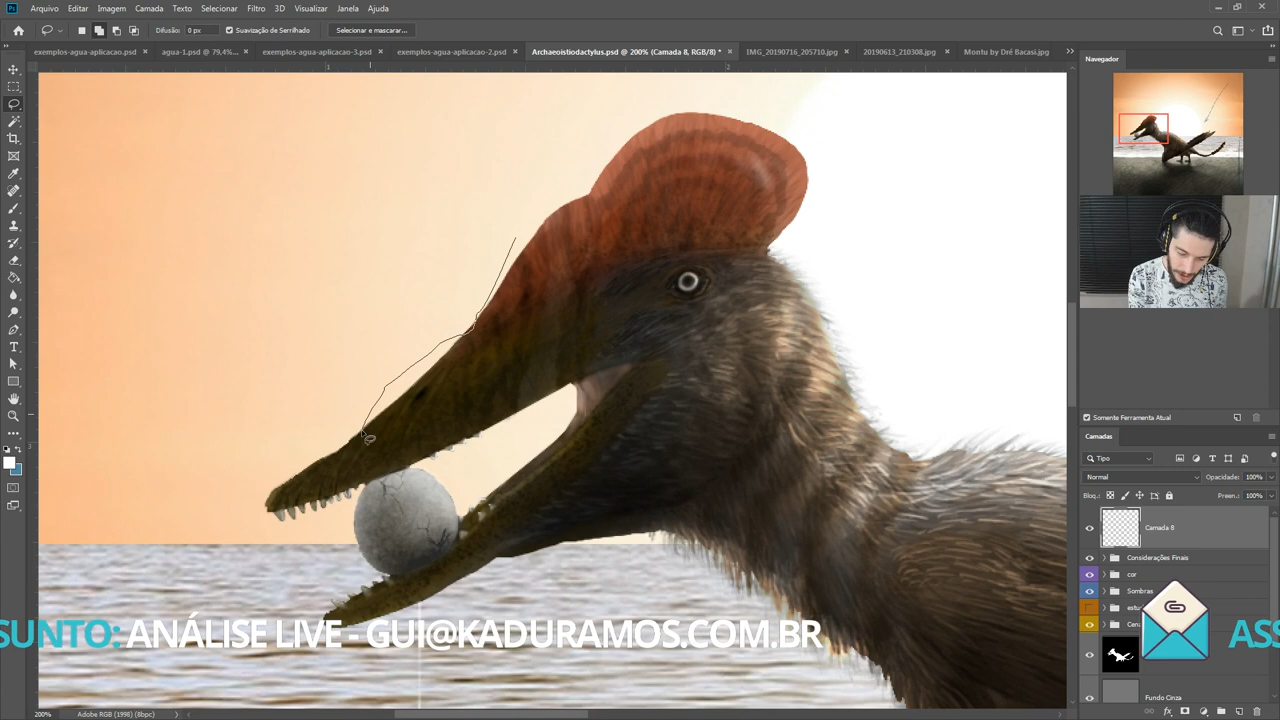 Arquivo Editar Imagem Camada Texto Selecionar Filtro 3D Visualizar Janela Ajuda
Difusão: 0 px Suavização de Serrilhado Selecionar e mascarar...
exemplos-agua-aplicacao.psd × agua-1.psd @ 79,4%... × exemplos-agua-aplicacao-3.psd × exemplos-agua-aplicacao-2.psd × Archaeoistiodactylus.psd @ 200% (Camada 8, RGB/8) * × IMG_20190716_205710.jpg × 20190613_210308.jpg × Montu by Dré Bacasi.jpg
Navegador
1
2
3
Somente Ferramenta Atual
Camadas
Tipo
Normal Opacidade: 100%
Bloq.: Preen.: 100%
Camada 8
Considerações Finais
cor
Sombras
SUNTO: ANÁLISE LIVE - GUI@KADURAMOS.COM.BR
ASS
Fundo Cinza
200% Adobe RGB (1998) (8bpc)